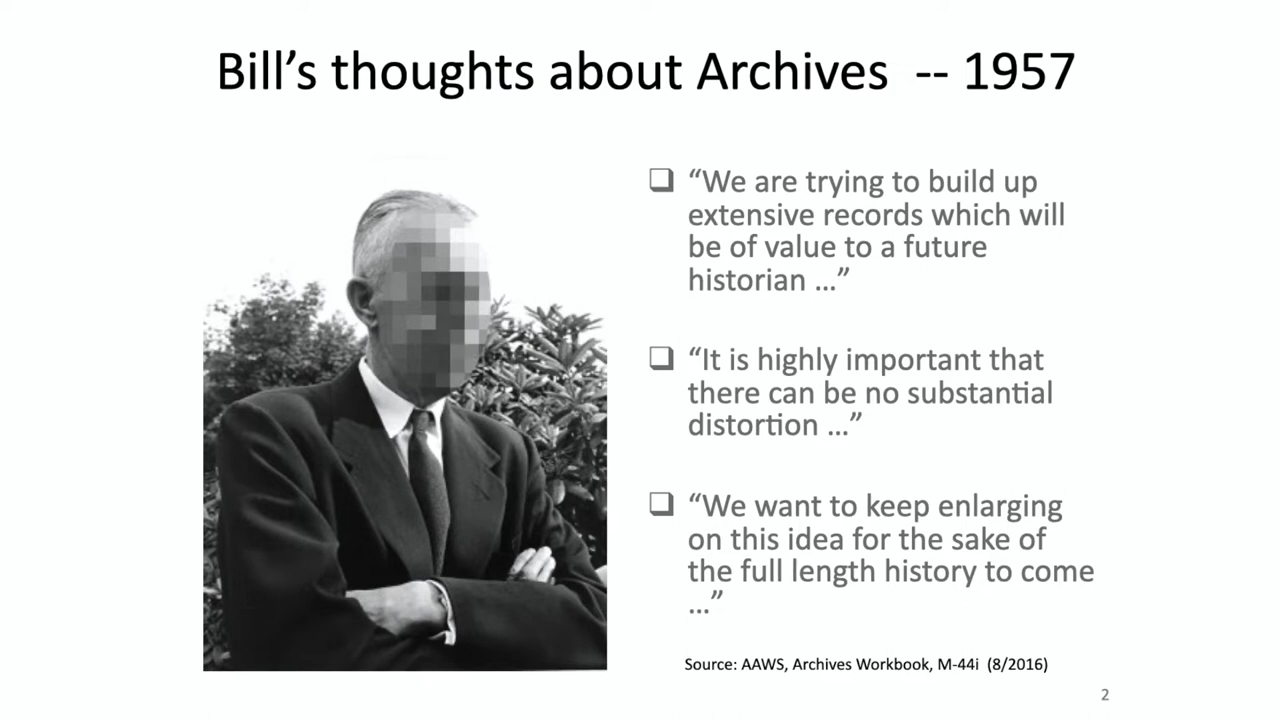 Bill’s thoughts about Archives -- 1957
“We are trying to build up
extensive records which will
be of value to a future
historian …”
“It is highly important that
there can be no substantial
distortion …”
“We want to keep enlarging
on this idea for the sake of
the full length history to come
…”
Source: AAWS, Archives Workbook, M-44i (8/2016)
2